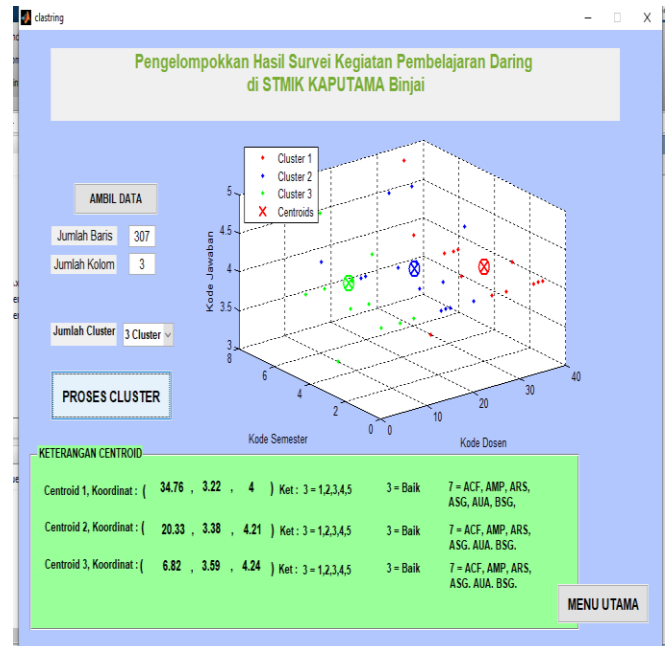 clastring
Pengelompokkan Hasil Survei Kegiatan Pembelajaran Daring
di STMIK KAPUTAMA Binjai
AMBIL DATA
Jumlah Baris 307
Jumlah Kolom 3
Jumlah Cluster 3 Cluster
PROSES CLUSTER
Cluster 1
Cluster 2
Cluster 3
Centroids
5
4.5
4
3.5
3
Kode Jawaban
8
6
4
2
0
Kode Semester
0
10
20
30
40
Kode Dosen
KETERANGAN CENTROID
Centroid 1, Koordinat : ( 34.76 , 3.22 , 4 ) Ket : 3 = 1,2,3,4,5 3 = Baik 7 = ACF, AMP, ARS,
ASG, AUA, BSG,
Centroid 2, Koordinat : ( 20.33 , 3.38 , 4.21 ) Ket : 3 = 1,2,3,4,5 3 = Baik 7 = ACF, AMP, ARS,
ASG. AUA. BSG.
Centroid 3, Koordinat : ( 6.82 , 3.59 , 4.24 ) Ket : 3 = 1,2,3,4,5 3 = Baik 7 = ACF, AMP, ARS,
ASG. AUA. BSG.
MENU UTAMA